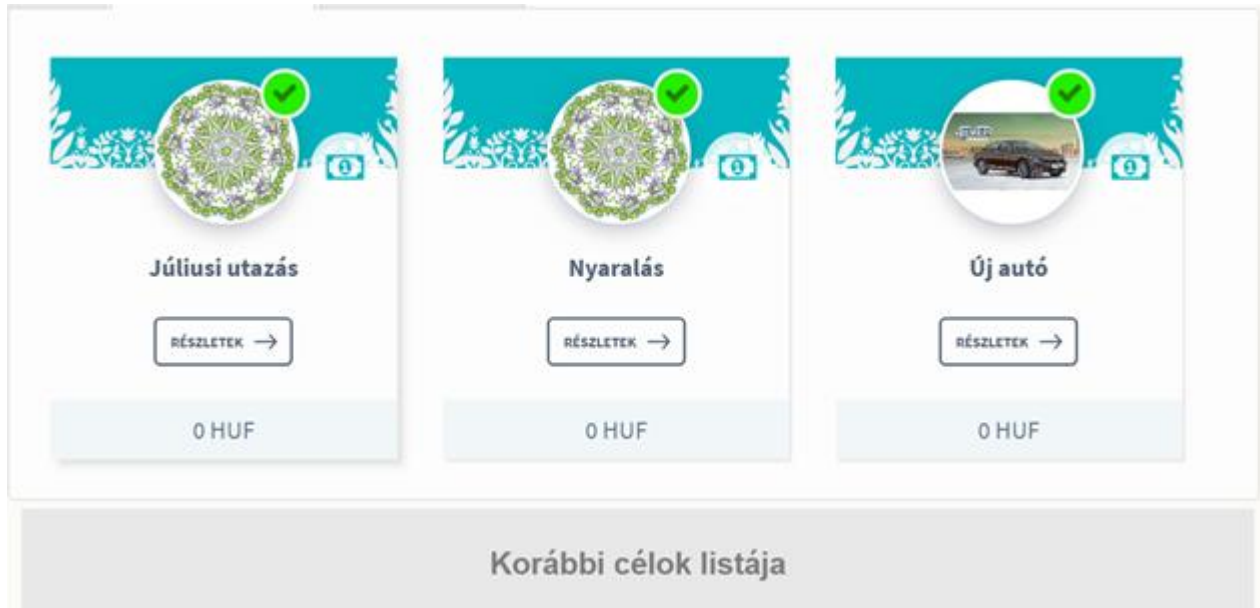 Júliusi utazás
Nyaralás
Új autó
RÉSZLETEK
RÉSZLETEK
RÉSZLETEK
0 HUF
0 HUF
0 HUF
Korábbi célok listája